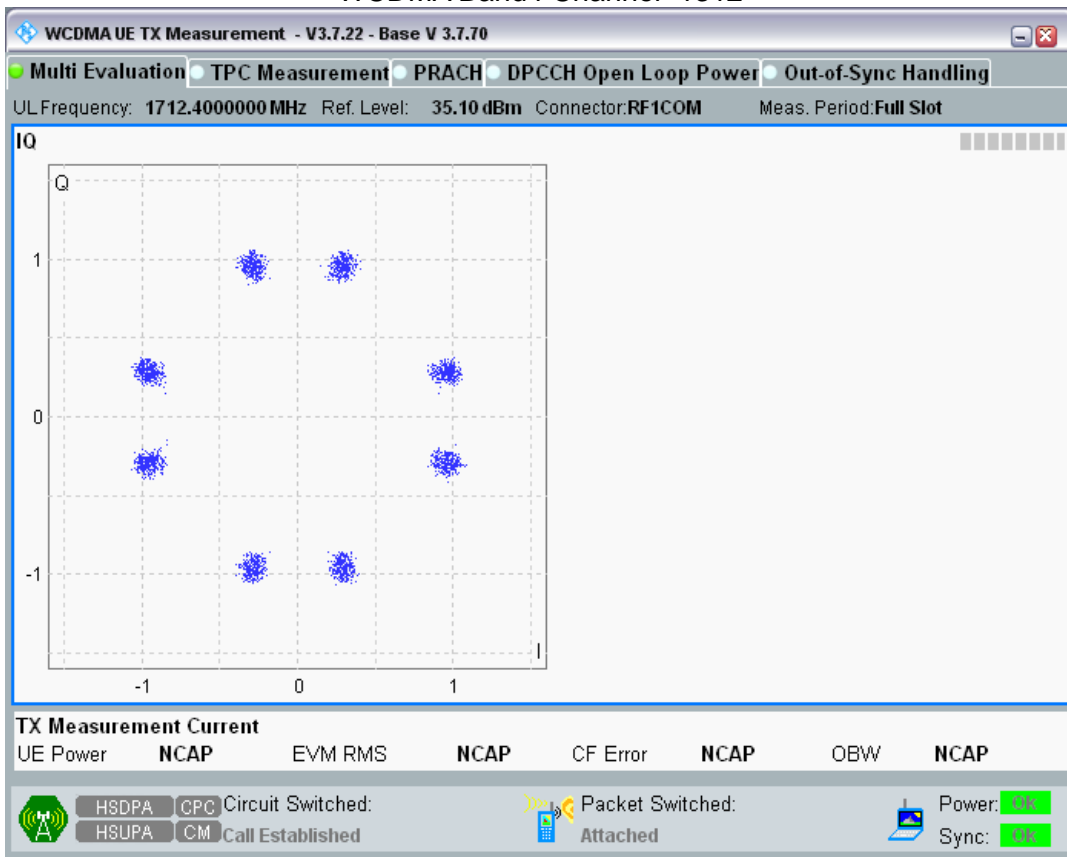 WCDMA UE TX Measurement - V3.7.22 - Base V 3.7.70
Multi Evaluation TPC Measurement PRACH DPCCH Open Loop Power Out-of-Sync Handling
UL Frequency: 1712.4000000 MHz Ref. Level: 35.10 dBm Connector:RF1COM Meas. Period:Full Slot
IQ
Q
1
0
-1
I
-1 0 1
TX Measurement Current
UE Power NCAP EVM RMS NCAP CF Error NCAP OBW NCAP
HSDPA CPC Circuit Switched: Packet Switched: Power: Ok
HSUPA CM Call Established Attached Sync: Ok